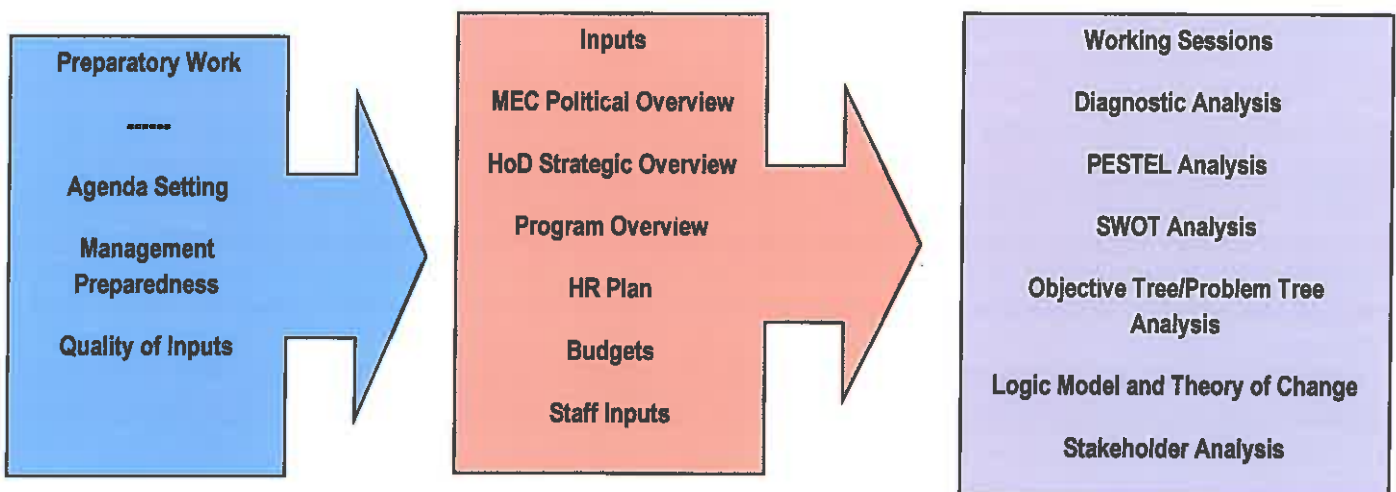 Preparatory Work
------
Agenda Setting
Management
Preparedness
Quality of Inputs
Inputs
MEC Political Overview
HoD Strategic Overview
Program Overview
HR Plan
Budgets
Staff Inputs
Working Sessions
Diagnostic Analysis
PESTEL Analysis
SWOT Analysis
Objective Tree/Problem Tree
Analysis
Logic Model and Theory of Change
Stakeholder Analysis